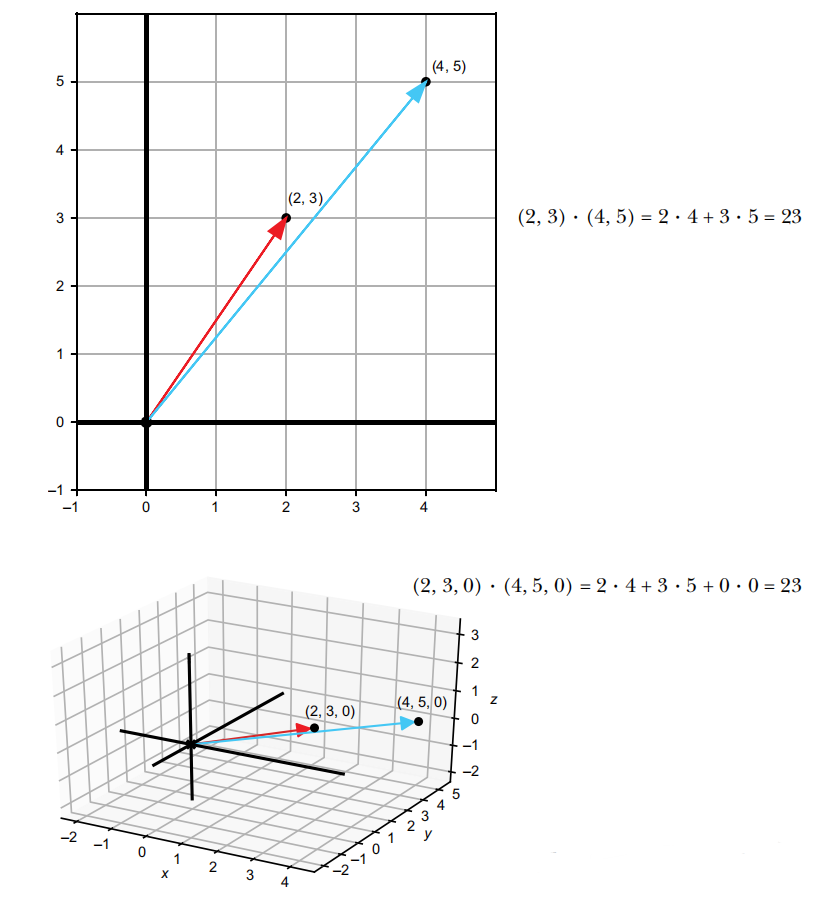 (4, 5)
5
4
(2, 3)
3
(2, 3) · (4, 5) = 2 · 4 + 3 · 5 = 23
2
1
0
–1
–1 0 1 2 3 4
(2, 3, 0) · (4, 5, 0) = 2 · 4 + 3 · 5 + 0 · 0 = 23
3
2
1
z
(4, 5, 0)
(2, 3, 0)
0
–1
–2
5
4
3
2
y
1
0
–1
–2
–2 –1 0 1 2 3 4
x